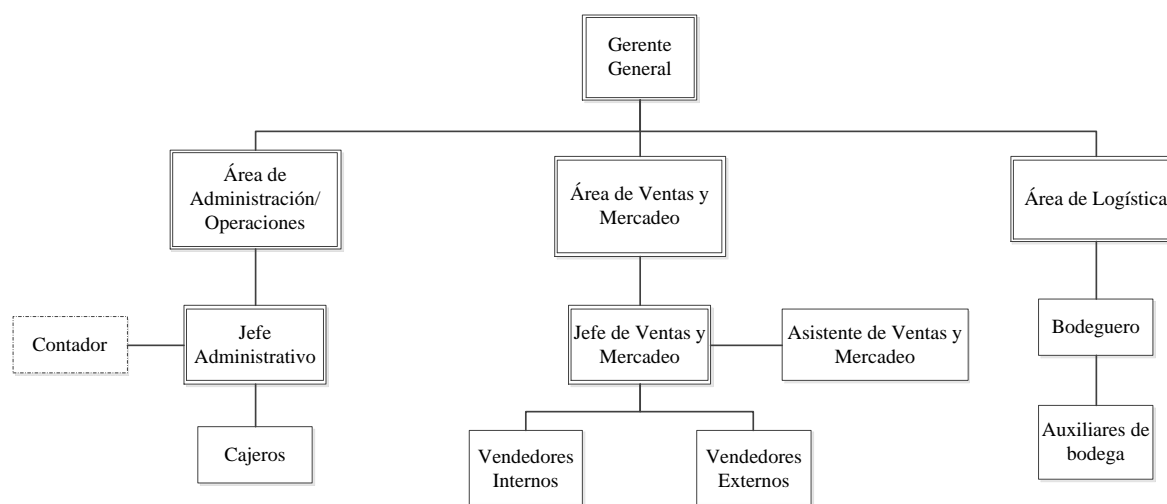 Gerente
General
Área de
Administración/
Operaciones
Área de Ventas y
Mercadeo
Área de Logística
Contador
Jefe
Administrativo
Jefe de Ventas y
Mercadeo
Asistente de Ventas y
Mercadeo
Bodeguero
Cajeros
Vendedores
Internos
Vendedores
Externos
Auxiliares de
bodega